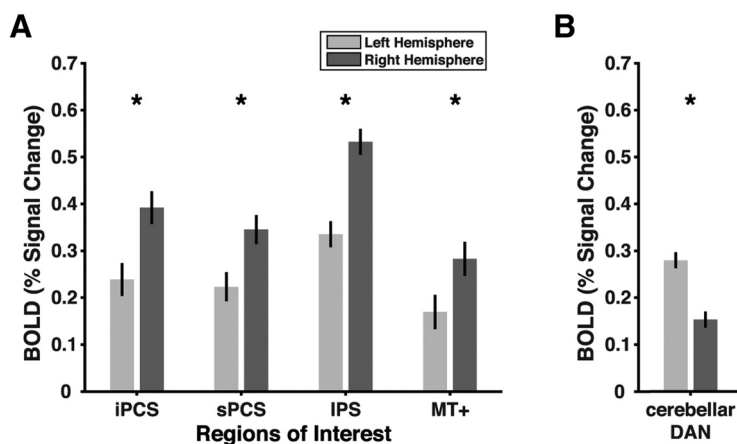 A
B
Left Hemisphere
Right Hemisphere
BOLD (% Signal Change)
0.7
0.6
0.5
0.4
0.3
0.2
0.1
0
*
*
*
*
iPCS
sPCS
IPS
MT+
Regions of Interest
BOLD (% Signal Change)
0.7
0.6
0.5
0.4
0.3
0.2
0.1
0
*
cerebellar
DAN